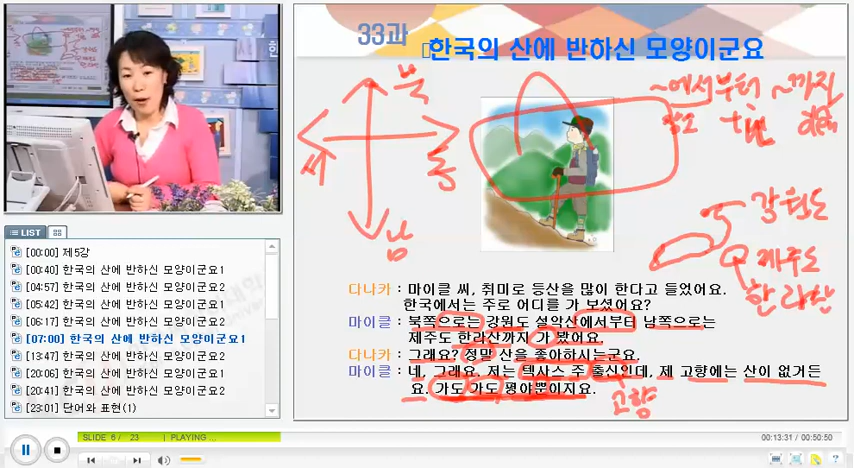 33과
한국의 산에 반하신 모양이군요
북
서
동
남
~에서부터 ~까지
강원도
제주도
한라산
다나카 : 마이클 씨, 취미로 등산을 많이 한다고 들었어요.
한국에서는 주로 어디를 가 보셨어요?
마이클 : 북쪽으로는 강원도 설악산에서부터 남쪽으로는
제주도 한라산까지 가 봤어요.
다나카 : 그래요? 정말 산을 좋아하시는군요.
마이클 : 네, 그래요. 저는 텍사스 주 출신인데, 제 고향에는 산이 없거든
요. 가도 가도 평야뿐이지요.
고향
LIST
[00:00] 제5강
[00:40] 한국의 산에 반하신 모양이군요1
[04:57] 한국의 산에 반하신 모양이군요2
[05:42] 한국의 산에 반하신 모양이군요1
[06:17] 한국의 산에 반하신 모양이군요2
[07:00] 한국의 산에 반하신 모양이군요1
[13:47] 한국의 산에 반하신 모양이군요2
[20:06] 한국의 산에 반하신 모양이군요1
[20:41] 한국의 산에 반하신 모양이군요2
[23:01] 단어와 표현(1)
SLIDE 6 / 23 PLAYING ...
00:13:31 / 00:50:50